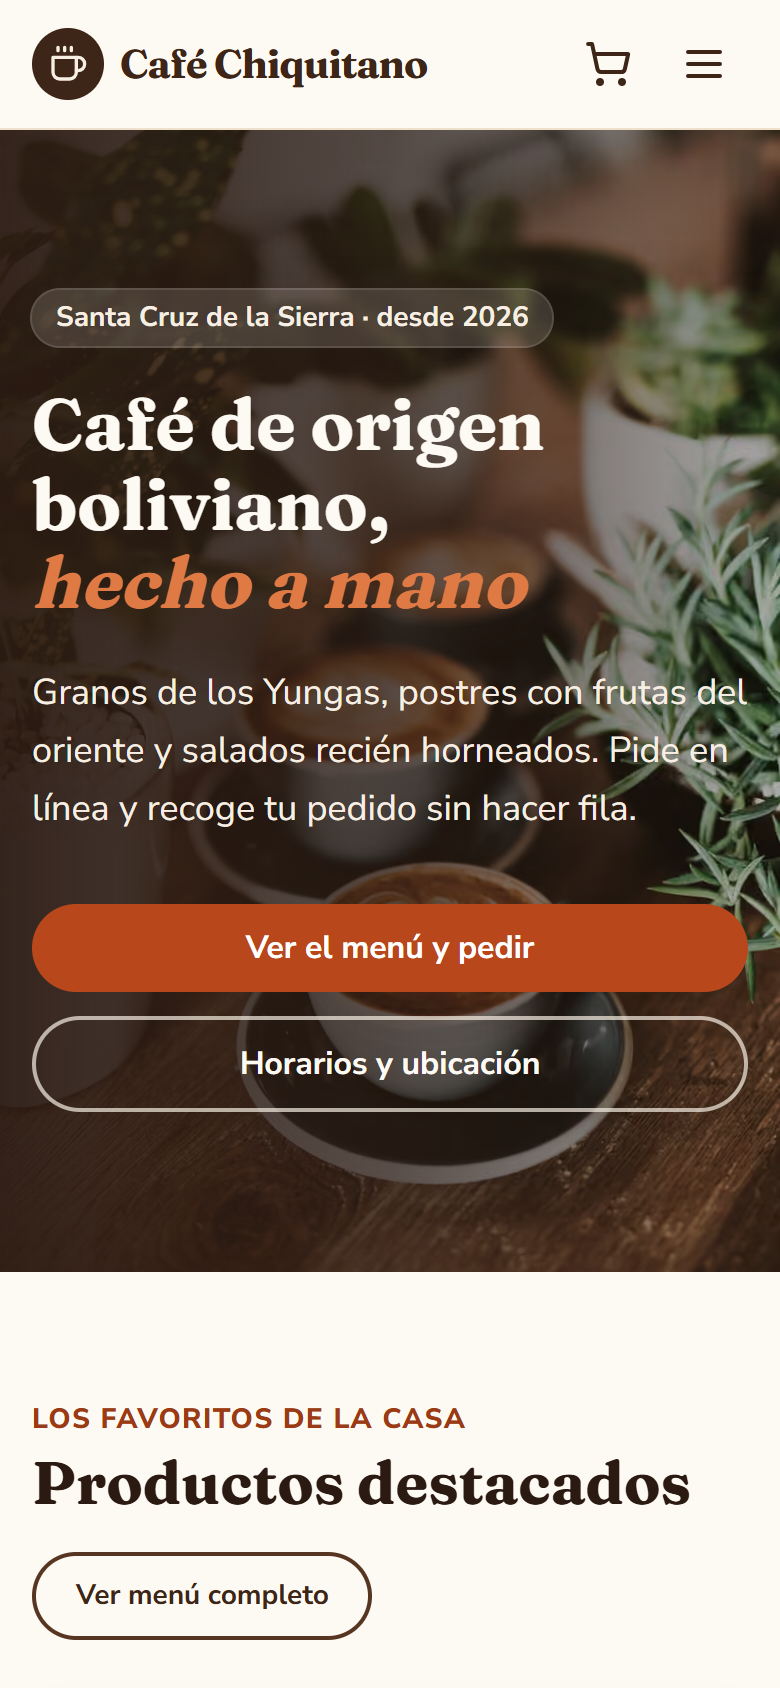 Café Chiquitano
Santa Cruz de la Sierra · desde 2026
Café de origen
boliviano,
hecho a mano
Granos de los Yungas, postres con frutas del
oriente y salados recién horneados. Pide en
línea y recoge tu pedido sin hacer fila.
Ver el menú y pedir
Horarios y ubicación
LOS FAVORITOS DE LA CASA
Productos destacados
Ver menú completo